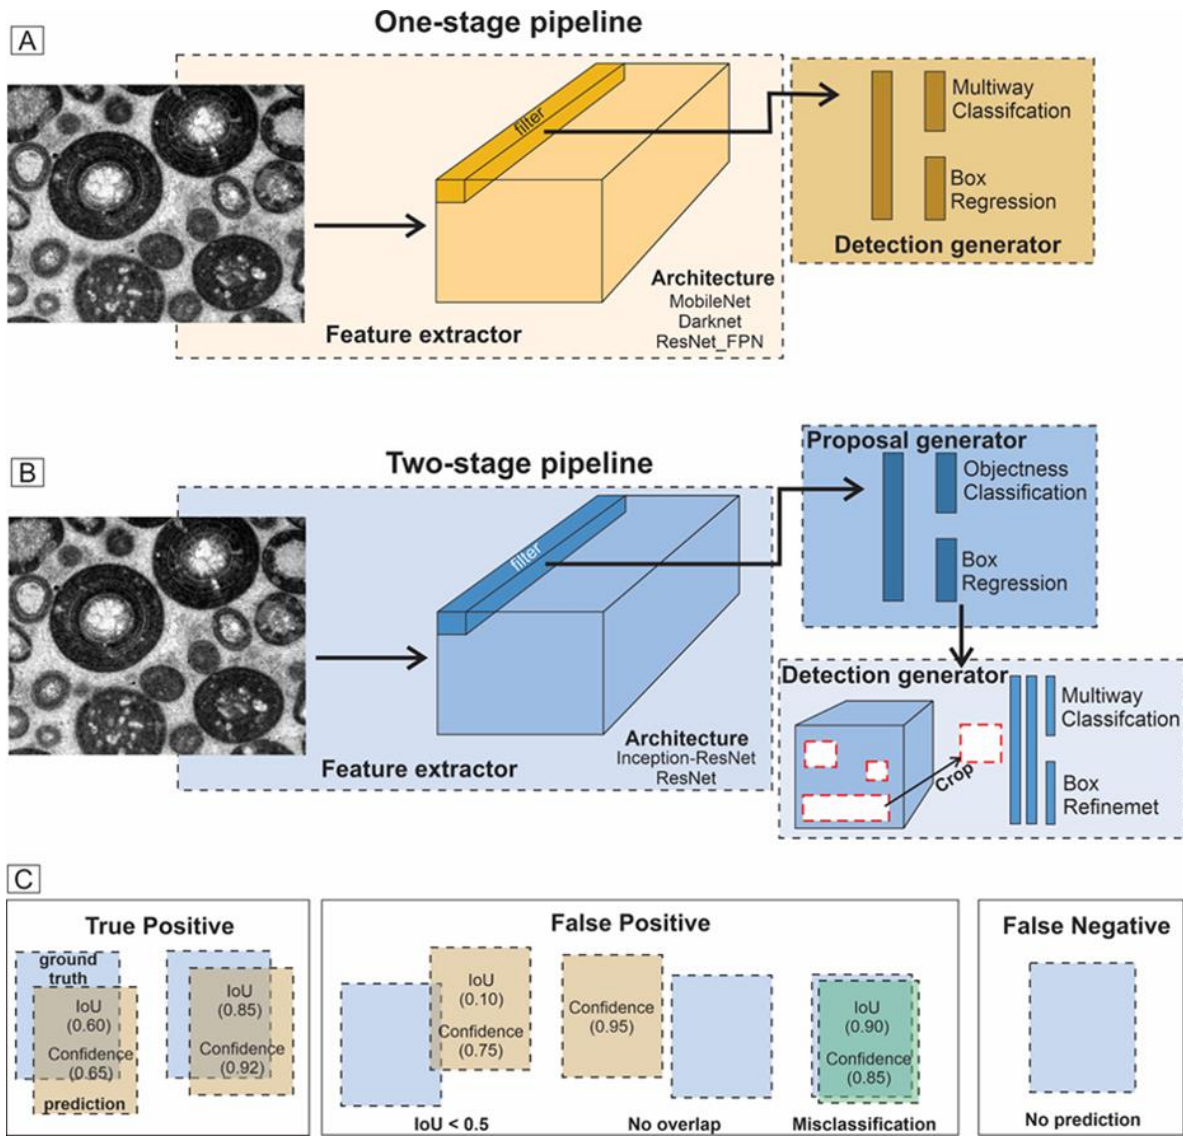 One-stage pipeline
A
filter
Multiway
Classifcation
Box
Regression
Detection generator
Architecture
MobileNet
Darknet
ResNet_FPN
Feature extractor
B
Two-stage pipeline
filter
Proposal generator
Objectness
Classification
Box
Regression
Architecture
Inception-ResNet
ResNet
Feature extractor
Detection generator
Crop
Multiway
Classifcation
Box
Refinemet
C
True Positive
ground
truth
IoU
(0.60)
Confidence
(0.65)
prediction
IoU
(0.85)
Confidence
(0.92)
False Positive
IoU
(0.10)
Confidence
(0.75)
IoU < 0.5
Confidence
(0.95)
No overlap
IoU
(0.90)
Confidence
(0.85)
Misclassification
False Negative
No prediction